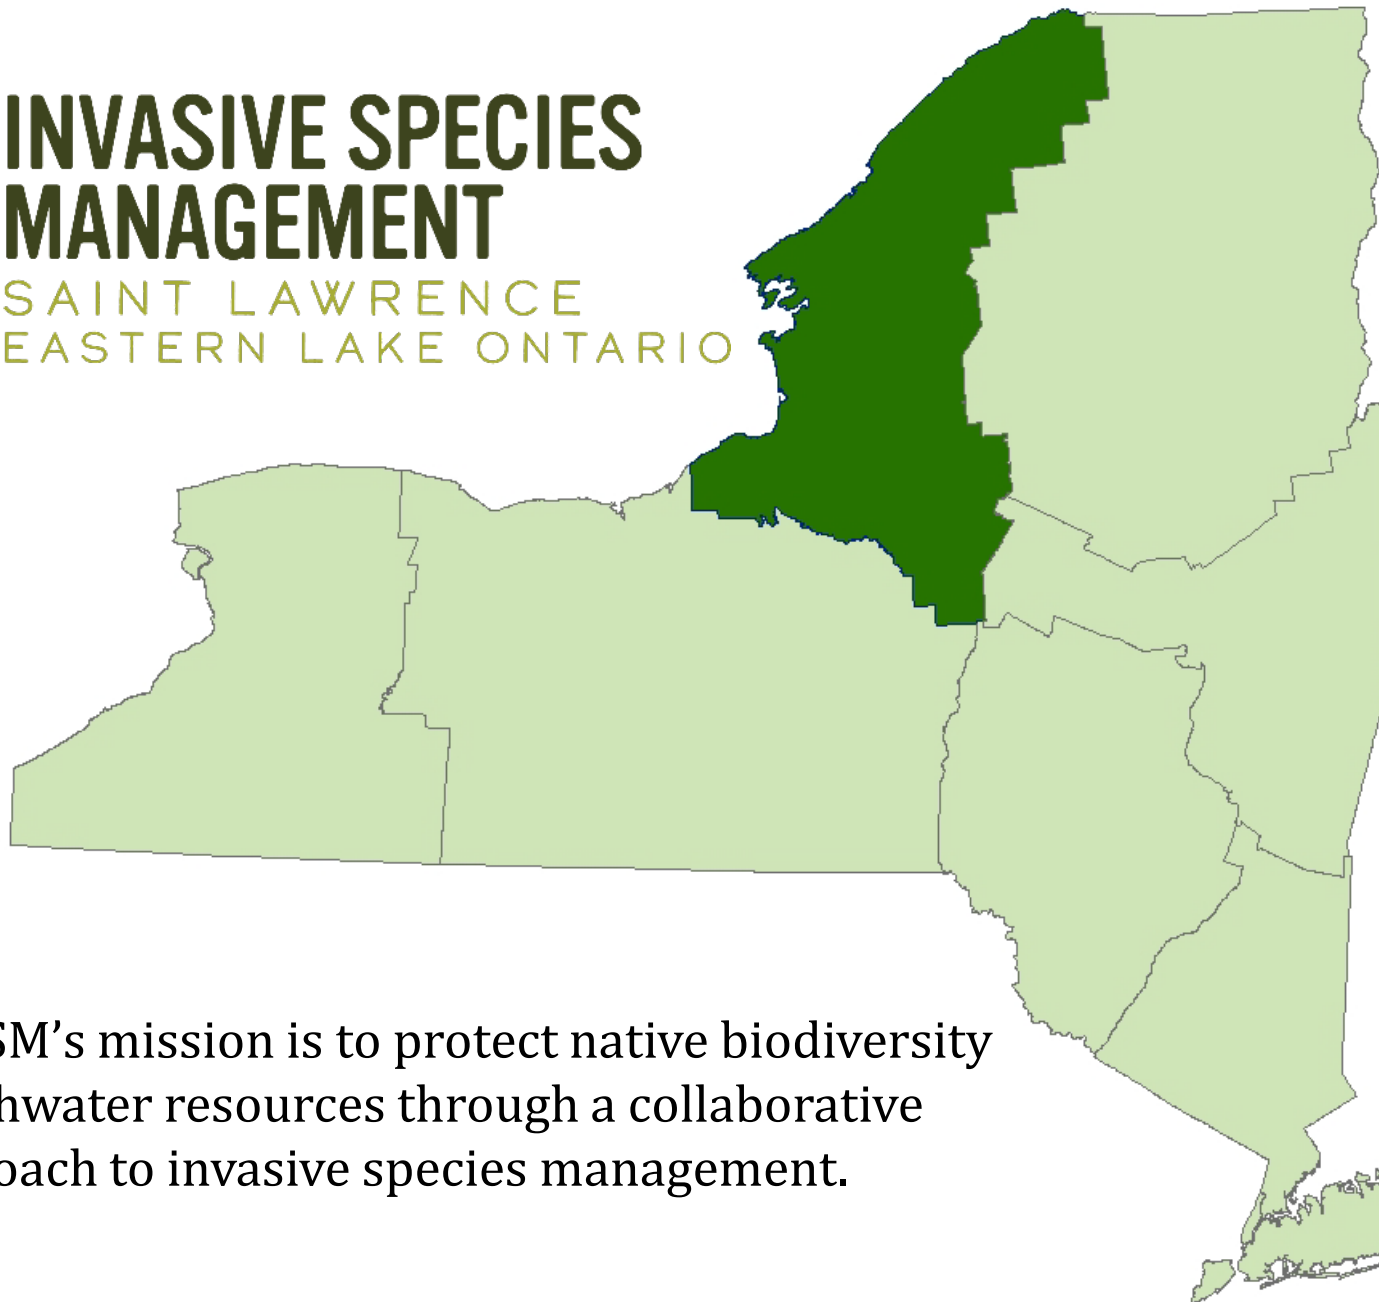 INVASIVE SPECIES
MANAGEMENT
SAINT LAWRENCE
EASTERN LAKE ONTARIO
SM’s mission is to protect native biodiversity
hwater resources through a collaborative
oach to invasive species management.